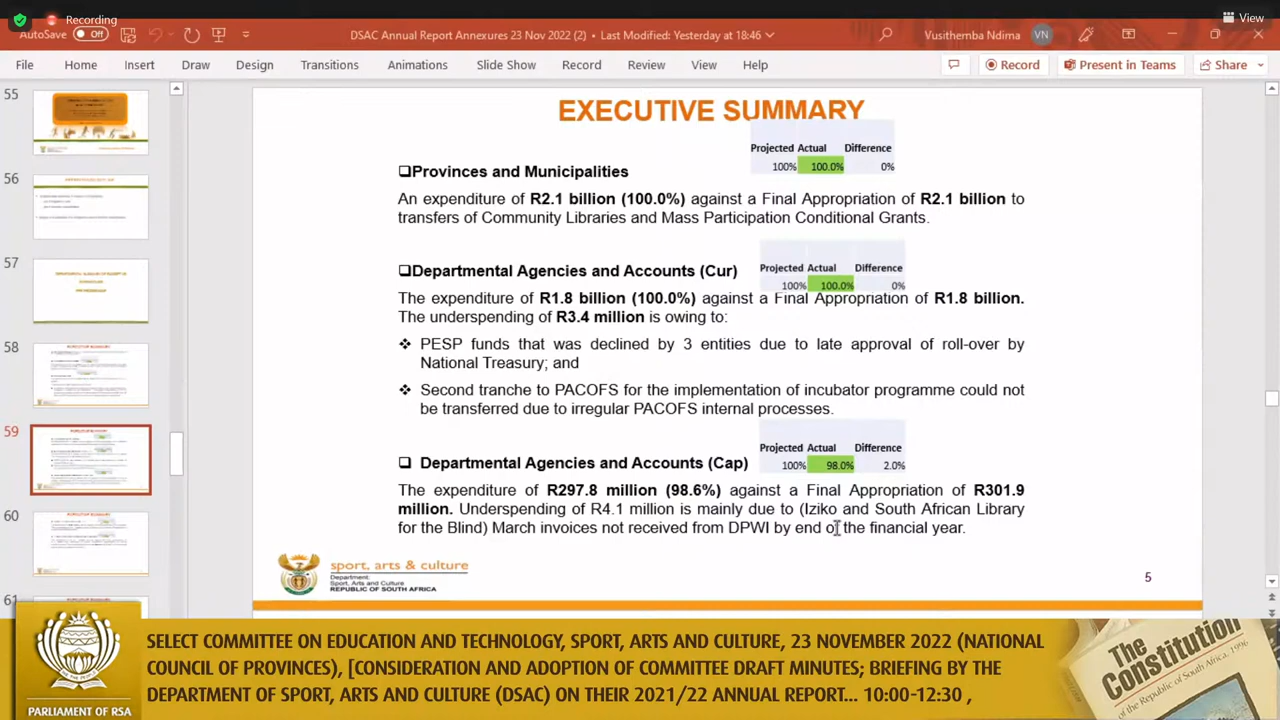 Recording
View
AutoSave Off
DSAC Annual Report Annexures 23 Nov 2022 (2) • Last Modified: Yesterday at 18:46
Vusithemba Ndima VN
File Home Insert Draw Design Transitions Animations Slide Show Record Review View Help
Record Present in Teams Share
55
56
57
58
59
60
61
EXECUTIVE SUMMARY
Projected Actual Difference
100% 100.0% 0%
❑Provinces and Municipalities
An expenditure of R2.1 billion (100.0%) against a Final Appropriation of R2.1 billion to
transfers of Community Libraries and Mass Participation Conditional Grants.
❑Departmental Agencies and Accounts (Cur)
Projected Actual Difference
100% 100.0% 0%
The expenditure of R1.8 billion (100.0%) against a Final Appropriation of R1.8 billion.
The underspending of R3.4 million is owing to:
❖ PESP funds that was declined by 3 entities due to late approval of roll-over by
National Treasury; and
❖ Second tranche to PACOFS for the implementation of incubator programme could not
be transferred due to irregular PACOFS internal processes.
Projected Actual Difference
100% 98.0% 2.0%
❑ Departmental Agencies and Accounts (Cap)
The expenditure of R297.8 million (98.6%) against a Final Appropriation of R301.9
million. Underspending of R4.1 million is mainly due to (Iziko and South African Library
for the Blind) March invoices not received from DPWI by end of the financial year.
sport, arts & culture
Department:
Sport, Arts and Culture
REPUBLIC OF SOUTH AFRICA
5
SELECT COMMITTEE ON EDUCATION AND TECHNOLOGY, SPORT, ARTS AND CULTURE, 23 NOVEMBER 2022 (NATIONAL
COUNCIL OF PROVINCES), [CONSIDERATION AND ADOPTION OF COMMITTEE DRAFT MINUTES; BRIEFING BY THE
DEPARTMENT OF SPORT, ARTS AND CULTURE (DSAC) ON THEIR 2021/22 ANNUAL REPORT... 10:00-12:30 ,
PARLIAMENT OF RSA
The
Constitution
of the Republic of South Africa, 1996